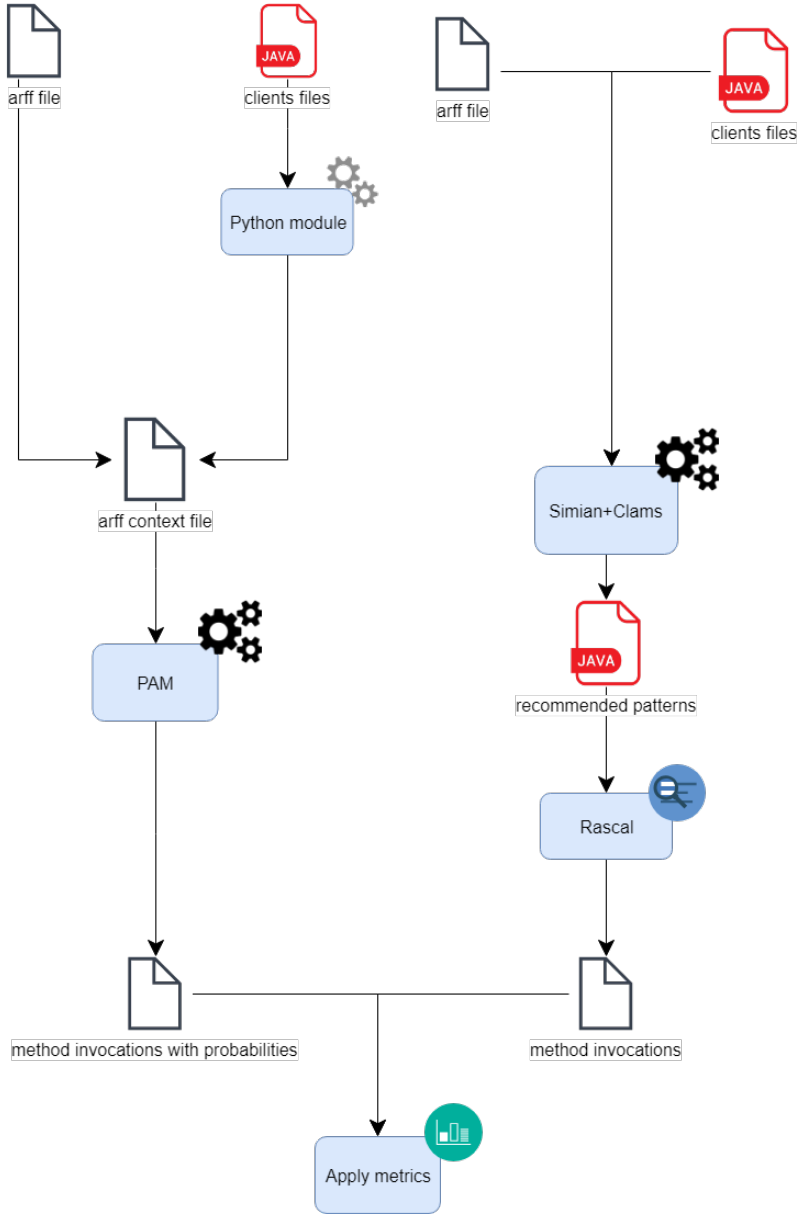 JAVA
JAVA
arff file
clients files
arff file
clients files
Python module
Simian+Clams
arff context file
JAVA
PAM
recommended patterns
Rascal
method invocations with probabilities
method invocations
Apply metrics